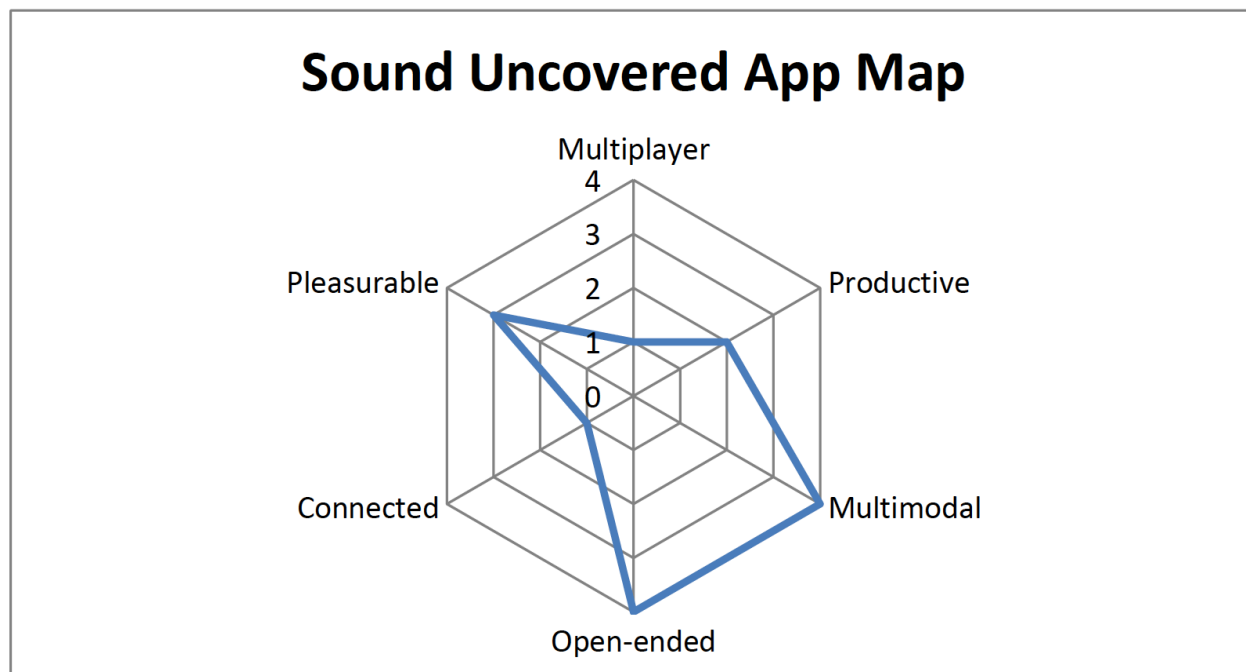 Sound Uncovered App Map
Multiplayer
4
3
Pleasurable
2
Productive
1
0
Connected
Multimodal
Open-ended